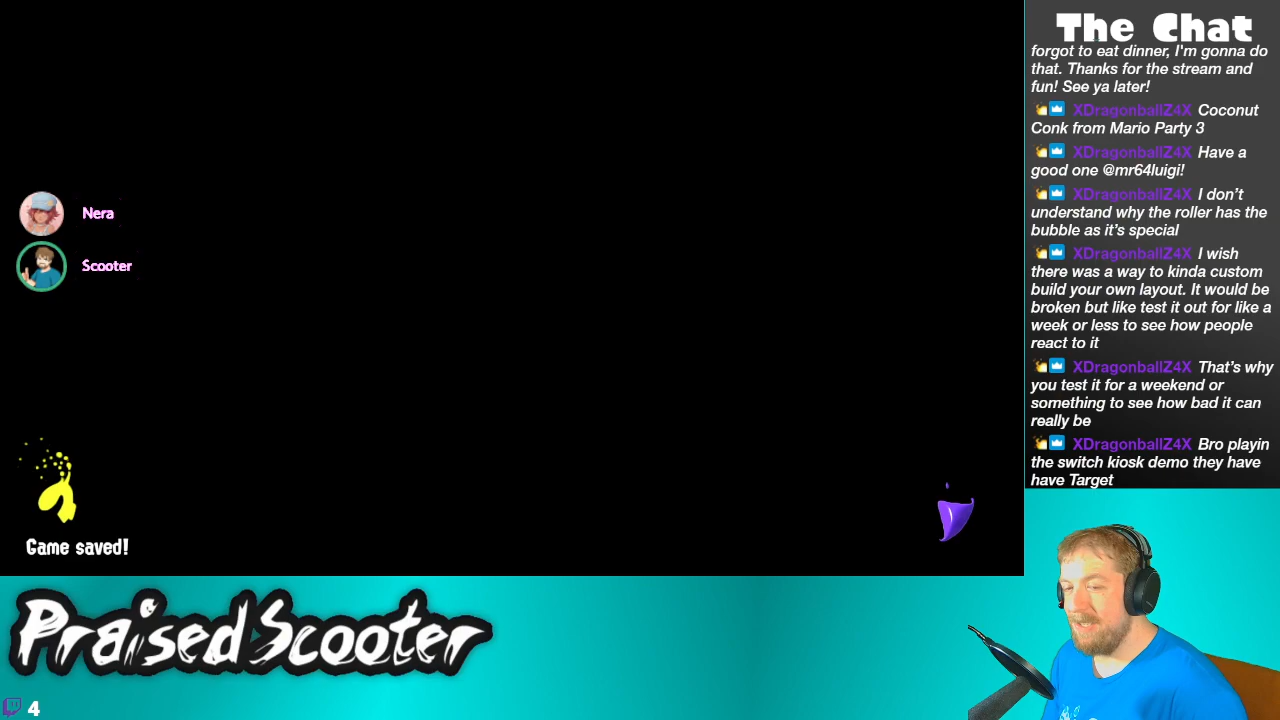 The Chat
forgot to eat dinner, I'm gonna do
that. Thanks for the stream and
fun! See ya later!
XDragonballZ4X Coconut
Conk from Mario Party 3
XDragonballZ4X Have a
good one @mr64luigi!
XDragonballZ4X I don’t
understand why the roller has the
bubble as it’s special
XDragonballZ4X I wish
there was a way to kinda custom
build your own layout. It would be
broken but like test it out for like a
week or less to see how people
react to it
XDragonballZ4X That’s why
you test it for a weekend or
something to see how bad it can
really be
XDragonballZ4X Bro playin
the switch kiosk demo they have
have Target
Nera
Scooter
Game saved!
PraisedScooter
4